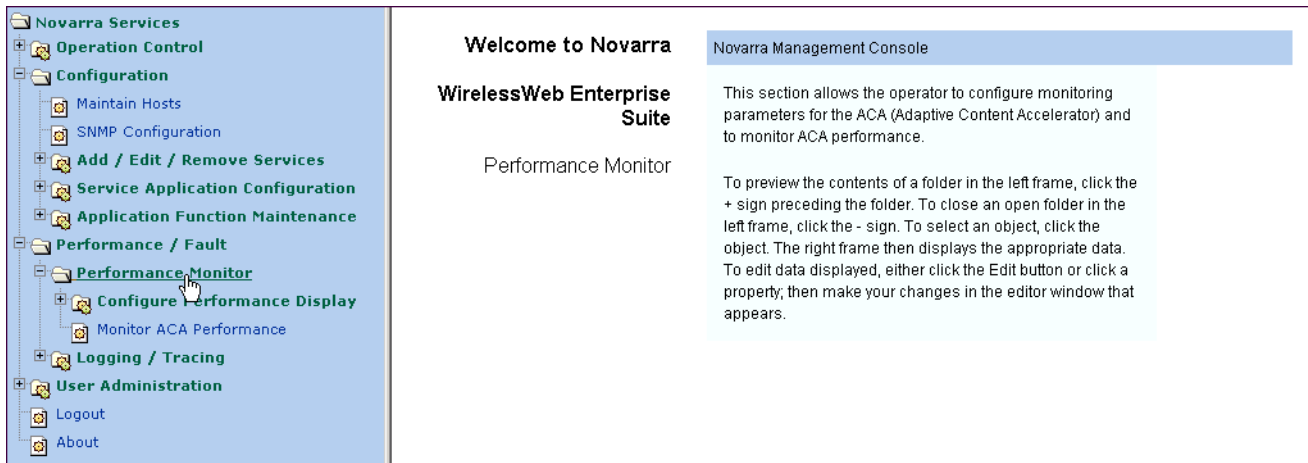 Novarra Services
Operation Control
Configuration
Maintain Hosts
SNMP Configuration
Add / Edit / Remove Services
Service Application Configuration
Application Function Maintenance
Performance / Fault
Performance Monitor
Configure Performance Display
Monitor ACA Performance
Logging / Tracing
User Administration
Logout
About
Welcome to Novarra
WirelessWeb Enterprise
Suite
Performance Monitor
Novarra Management Console
This section allows the operator to configure monitoring
parameters for the ACA (Adaptive Content Accelerator) and
to monitor ACA performance.
To preview the contents of a folder in the left frame, click the
+ sign preceding the folder. To close an open folder in the
left frame, click the - sign. To select an object, click the
object. The right frame then displays the appropriate data.
To edit data displayed, either click the Edit button or click a
property; then make your changes in the editor window that
appears.